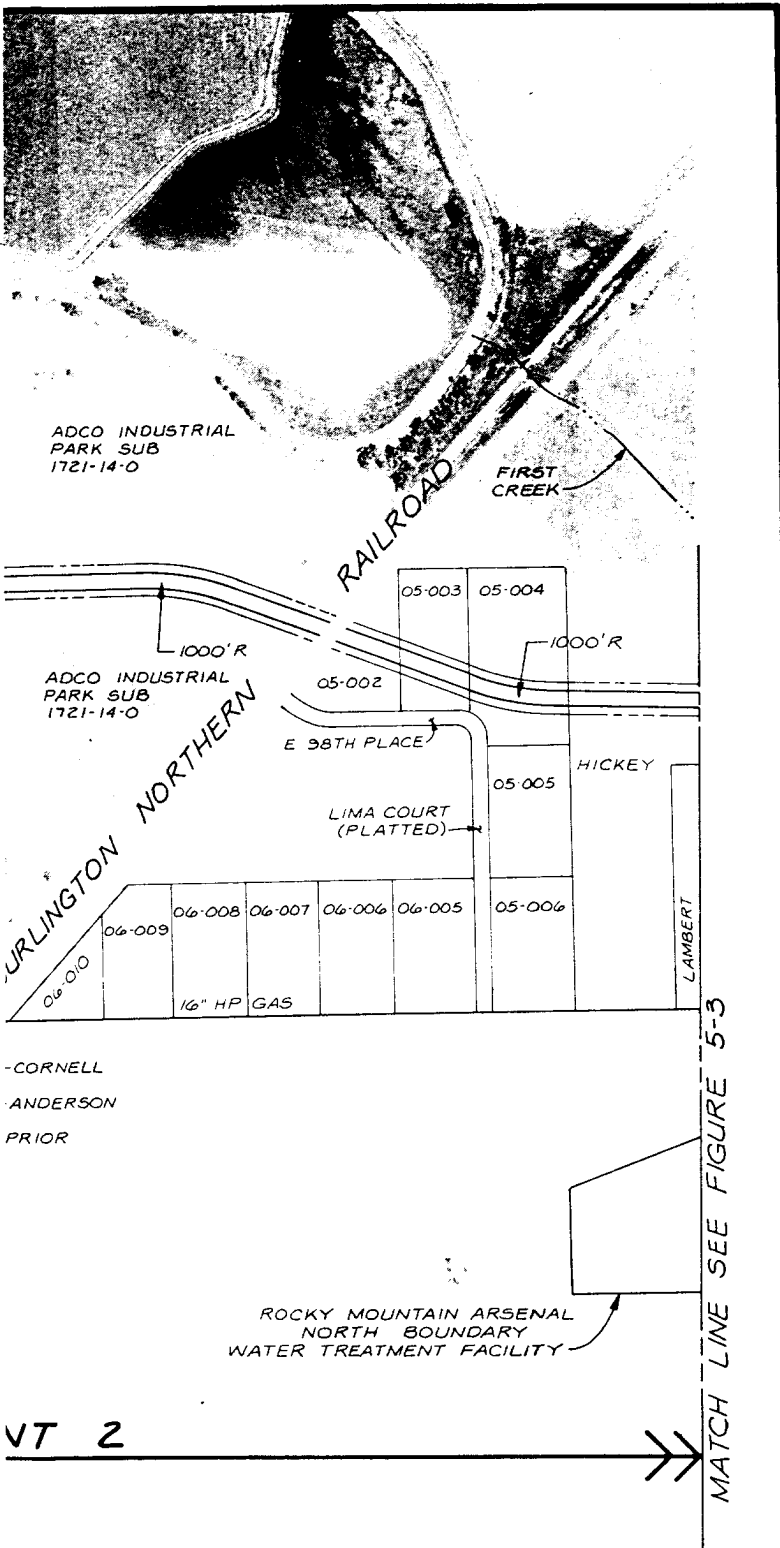 ADCO INDUSTRIAL
PARK SUB
1721-14-0
FIRST
CREEK
RAILROAD
05-003
05-004
1000'R
1000'R
ADCO INDUSTRIAL
PARK SUB
1721-14-0
05-002
E 98TH PLACE
HICKEY
05-005
LIMA COURT
(PLATTED)
NORTHERN
URLINGTON
06-010
06-009
06-008
06-007
06-006
06-005
05-006
LAMBERT
16" HP GAS
-CORNELL
ANDERSON
PRIOR
MATCH LINE SEE FIGURE 5-3
ROCKY MOUNTAIN ARSENAL
NORTH BOUNDARY
WATER TREATMENT FACILITY
NT 2